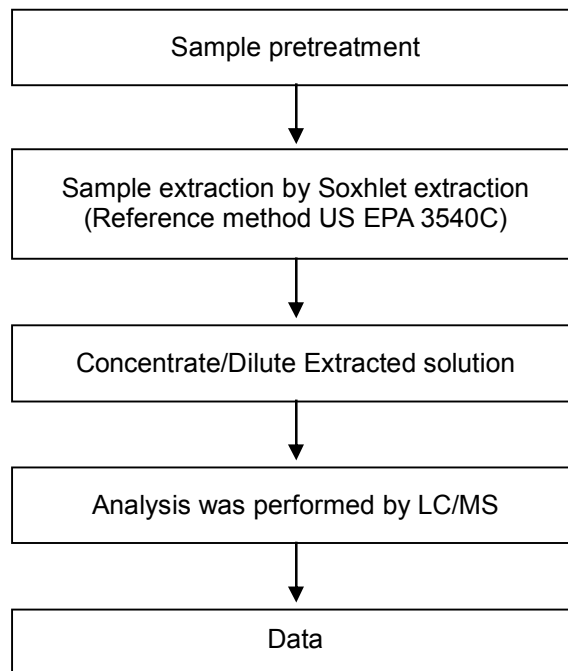 Sample pretreatment
Sample extraction by Soxhlet extraction
(Reference method US EPA 3540C)
Concentrate/Dilute Extracted solution
Analysis was performed by LC/MS
Data